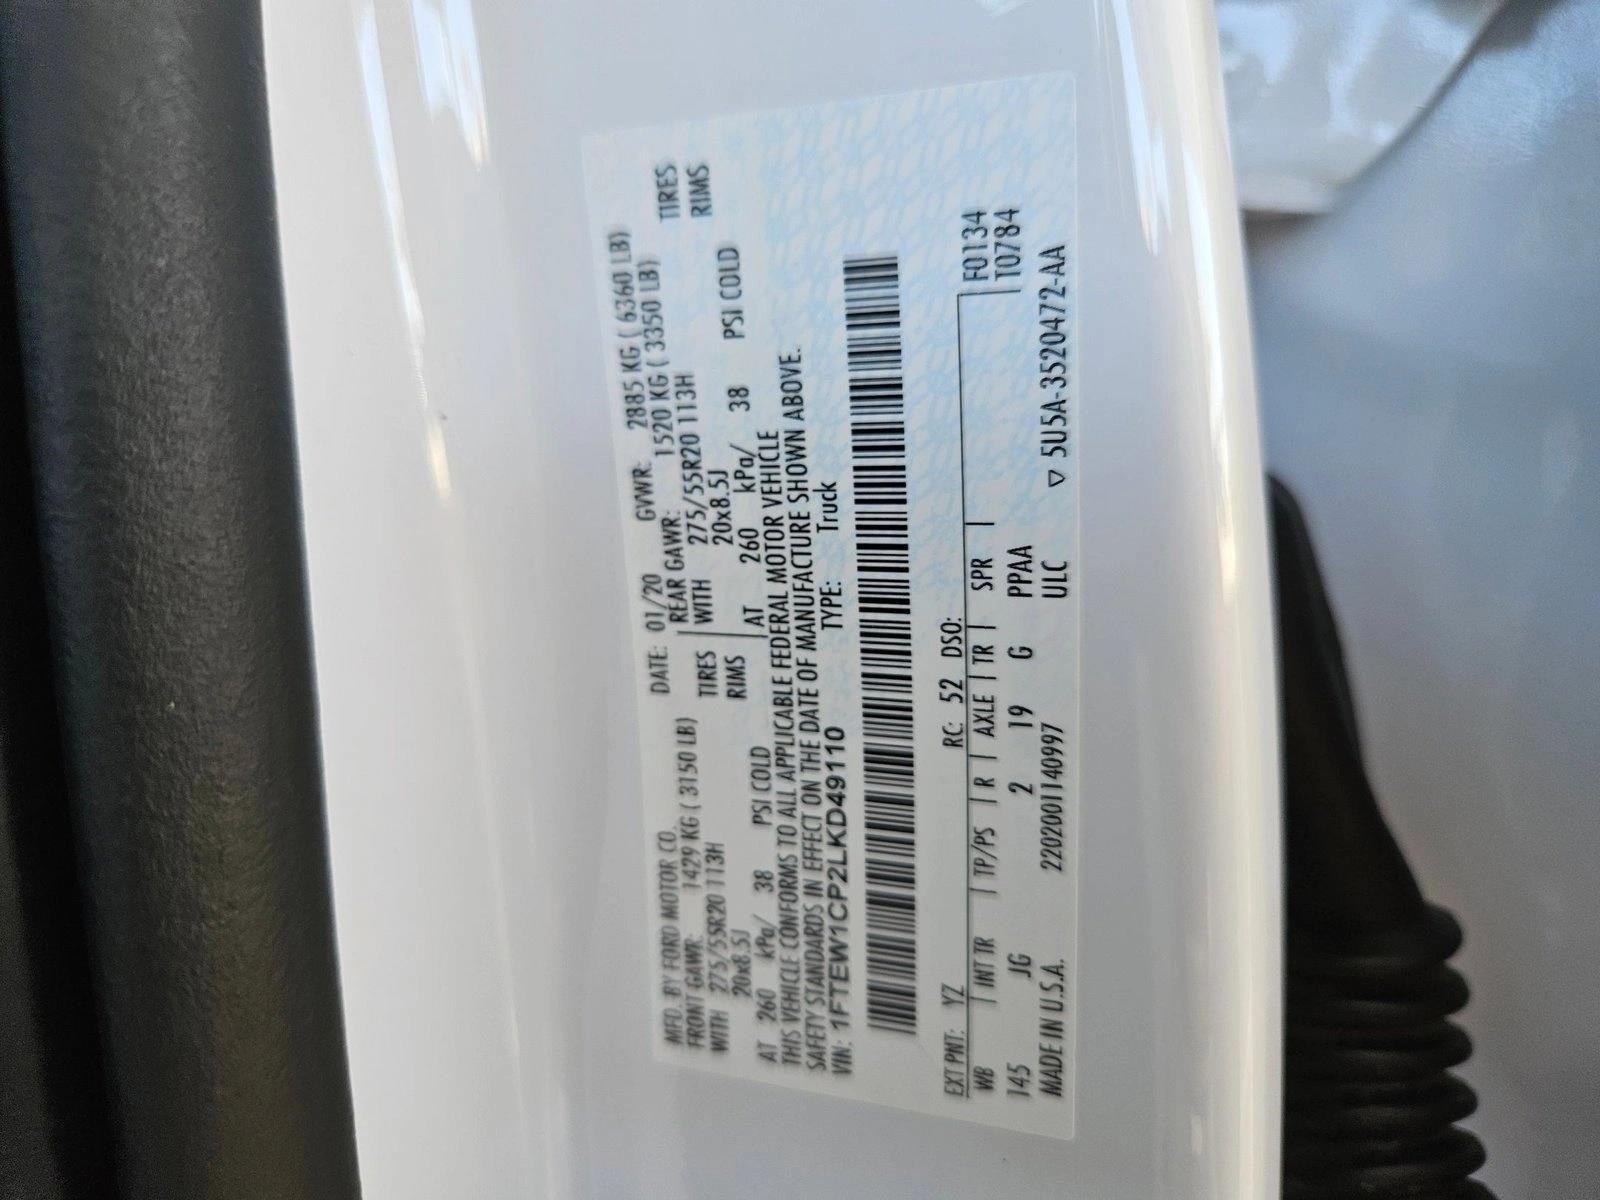 MFD. BY FORD MOTOR CO. DATE: 01/20 GVWR: 2885 KG ( 6360 LB)
FRONT GAWR: 1429 KG ( 3150 LB) REAR GAWR: 1520 KG ( 3350 LB)
WITH 275/55R20 113H TIRES WITH 275/55R20 113H TIRES
20x8.5J RIMS 20x8.5J RIMS
AT 260 kPa/ 38 PSI COLD AT 260 kPa/ 38 PSI COLD
THIS VEHICLE CONFORMS TO ALL APPLICABLE FEDERAL MOTOR VEHICLE
SAFETY STANDARDS IN EFFECT ON THE DATE OF MANUFACTURE SHOWN ABOVE.
VIN: 1FTEW1CP2LKD49110 TYPE: Truck
EXT PNT: YZ RC: 52 DSO:
WB INT TR TP/PS R AXLE TR SPR F0134
145 JG 2 19 G PPAA T0784
MADE IN U.S.A. 2202001140997 ULC ▽ 5U5A-3520472-AA